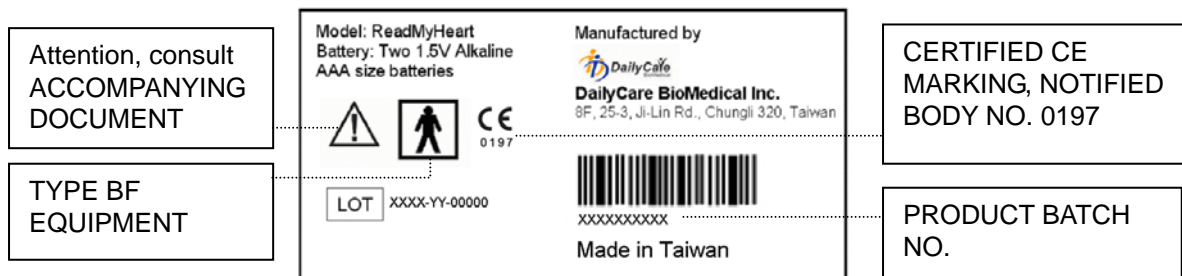 Attention, consult
ACCOMPANYING
DOCUMENT
TYPE BF
EQUIPMENT
Model: ReadMyHeart
Battery: Two 1.5V Alkaline
AAA size batteries
CE
0197
LOT XXXX-YY-00000
Manufactured by
DailyCare
BioMedical
DailyCare BioMedical Inc.
8F, 25-3, Ji-Lin Rd., Chungli 320, Taiwan
XXXXXXXXXX
Made in Taiwan
CERTIFIED CE
MARKING, NOTIFIED
BODY NO. 0197
PRODUCT BATCH
NO.